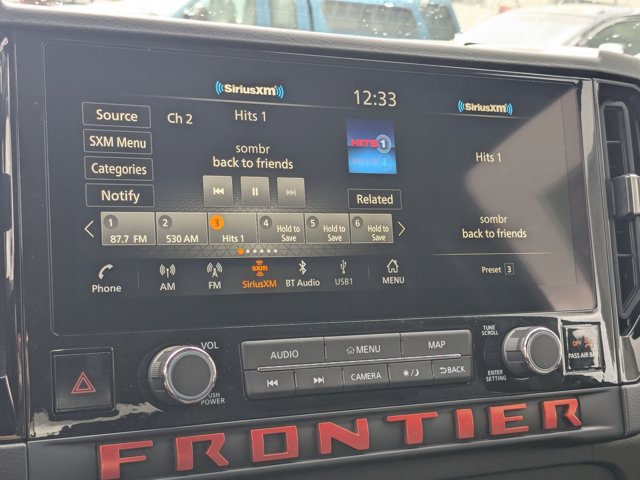 SiriusXM
12:33
SiriusXM
Source
Ch 2
Hits 1
HITS 1
SXM Menu
sombr
back to friends
Hits 1
Categories
Notify
Related
sombr
back to friends
1
87.7 FM
2
530 AM
3
Hits 1
4
Hold to
Save
5
Hold to
Save
6
Hold to
Save
Phone
AM
FM
SXM
SiriusXM
BT Audio
USB1
MENU
Preset 3
VOL
PUSH
POWER
AUDIO
MENU
MAP
CAMERA
BACK
TUNE
SCROLL
ENTER
SETTING
OFF
PASS AIR BAG
FRONTIER